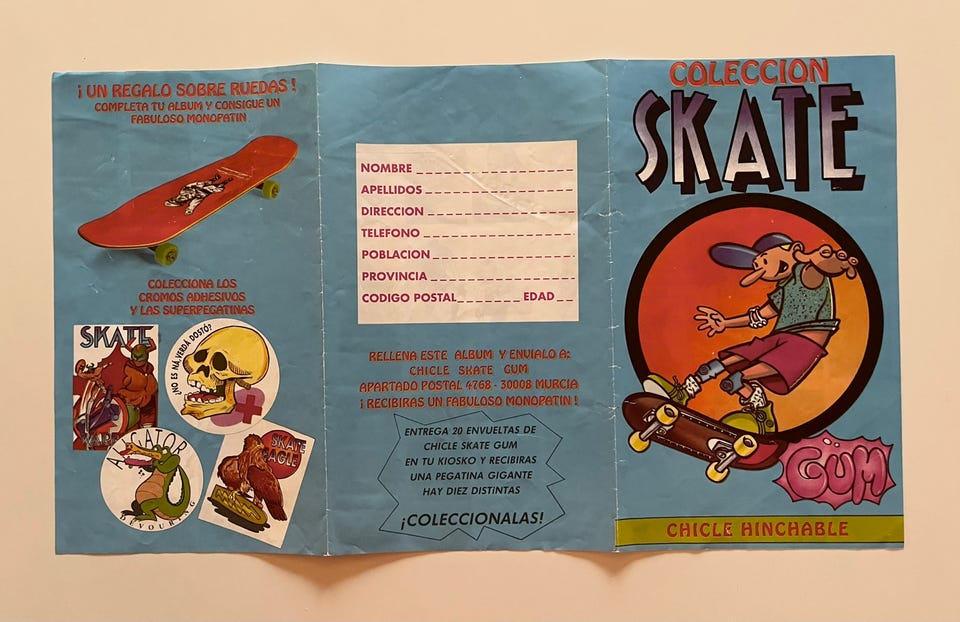 ¡ UN REGALO SOBRE RUEDAS !
COMPLETA TU ALBUM Y CONSIGUE UN
FABULOSO MONOPATIN
COLECCIONA LOS
CROMOS ADHESIVOS
Y LAS SUPERPEGATINAS
SKATE
¿NO ES NÁ, VERDÁ DOSTÓ?
ALIGATOR
DEVOURING
SKATE
EAGLE
NOMBRE
APELLIDOS
DIRECCION
TELEFONO
POBLACION
PROVINCIA
CODIGO POSTAL EDAD
RELLENA ESTE ALBUM Y ENVIALO A:
CHICLE SKATE GUM
APARTADO POSTAL 4768 - 30008 MURCIA
¡ RECIBIRAS UN FABULOSO MONOPATIN !
ENTREGA 20 ENVUELTAS DE
CHICLE SKATE GUM
EN TU KIOSKO Y RECIBIRAS
UNA PEGATINA GIGANTE
HAY DIEZ DISTINTAS
¡COLECCIONALAS!
COLECCION
SKATE
GÜM
CHICLE HINCHABLE